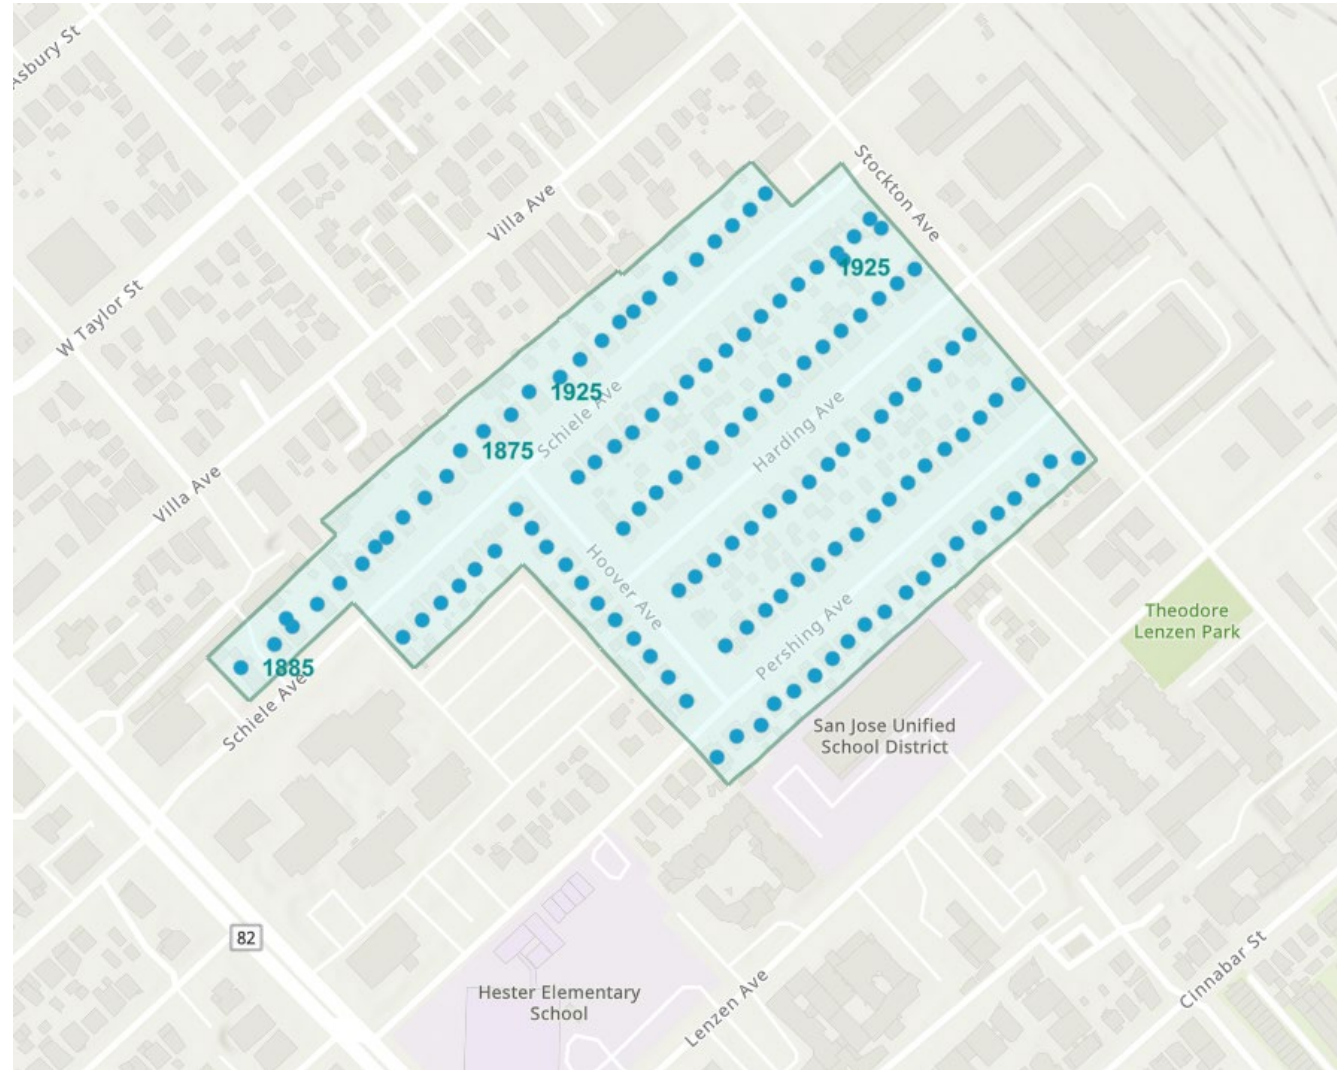 Asbury St
Stockton Ave
Villa Ave
1925
W Taylor St
1925
Schiele Ave
Harding Ave
1875
Villa Ave
Hoover Ave
Pershing Ave
Theodore
Lenzen Park
1885
Schiele Ave
San Jose Unified
School District
82
Cinnabar St
Hester Elementary
School
Lenzen Ave